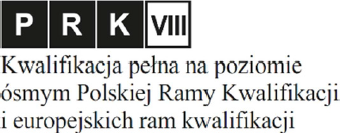 P R K VIII
Kwalifikacja pełna na poziomie
ósmym Polskiej Ramy Kwalifikacji
i europejskich ram kwalifikacji